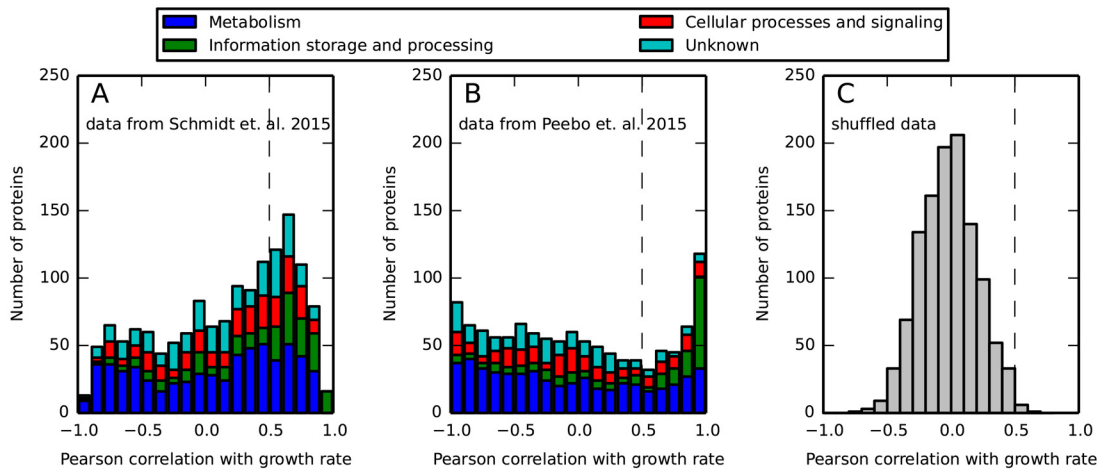 Metabolism
Information storage and processing
Cellular processes and signaling
Unknown
A
data from Schmidt et. al. 2015
Number of proteins
250
200
150
100
50
0
−1.0 −0.5 0.0 0.5 1.0
Pearson correlation with growth rate
B
data from Peebo et. al. 2015
Number of proteins
250
200
150
100
50
0
−1.0 −0.5 0.0 0.5 1.0
Pearson correlation with growth rate
C
shuffled data
Number of proteins
250
200
150
100
50
0
−1.0 −0.5 0.0 0.5 1.0
Pearson correlation with growth rate